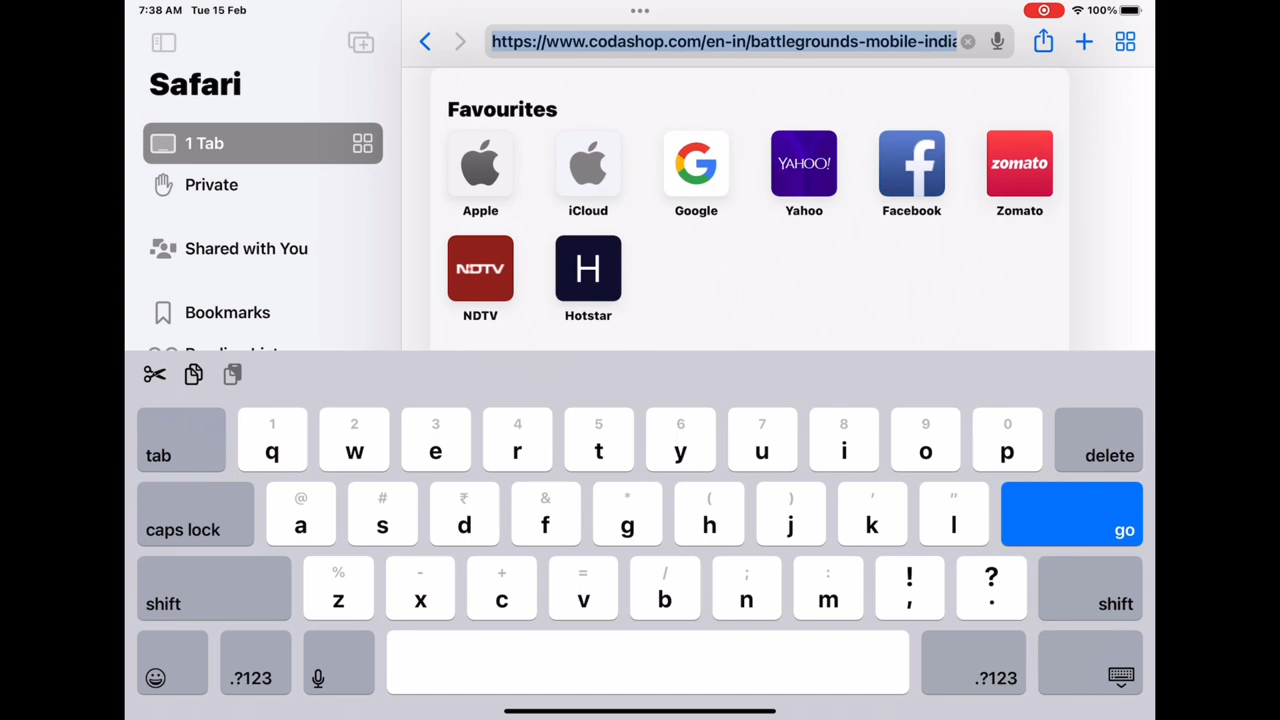 7:38 AM Tue 15 Feb
100%
Safari
https://www.codashop.com/en-in/battlegrounds-mobile-india
1 Tab
Private
Shared with You
Bookmarks
Favourites
YAHOO!
zomato
Apple iCloud Google Yahoo Facebook Zomato
NDTV H
NDTV Hotstar
1 2 3 4 5 6 7 8 9 0
tab q w e r t y u i o p delete
@ # ₹ & * ( ) ' "
caps lock a s d f g h j k l go
% - + = / ; : ! ?
shift z x c v b n m , . shift
.?123 .?123